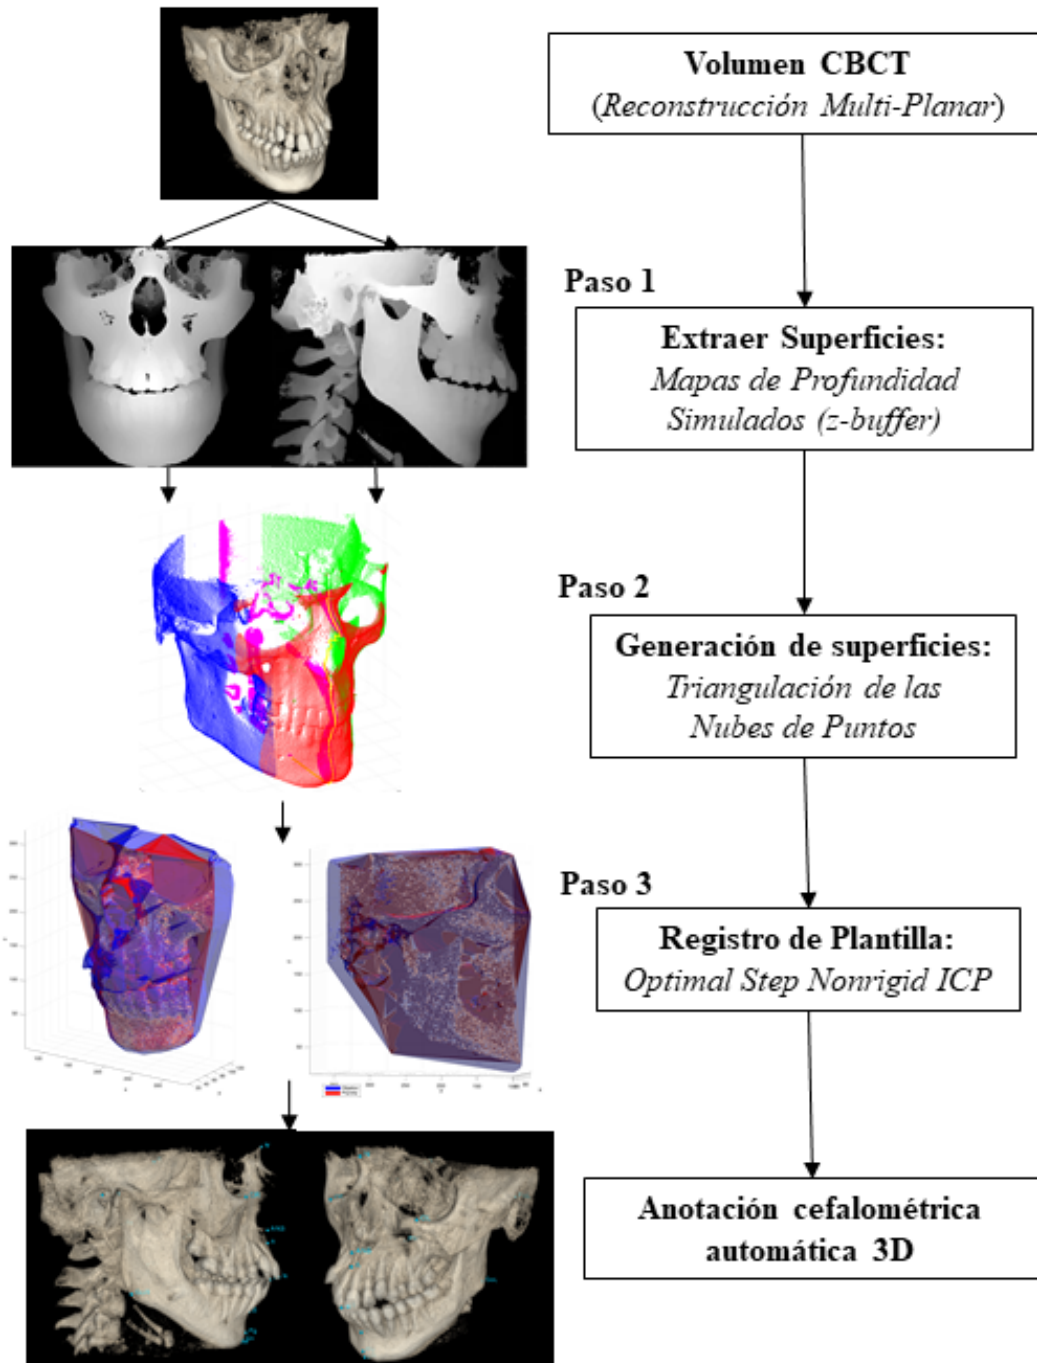 Volumen CBCT
(Reconstrucción Multi-Planar)
Paso 1
Extraer Superficies:
Mapas de Profundidad
Simulados (z-buffer)
Paso 2
Generación de superficies:
Triangulación de las
Nubes de Puntos
Paso 3
Registro de Plantilla:
Optimal Step Nonrigid ICP
Anotación cefalométrica
automática 3D